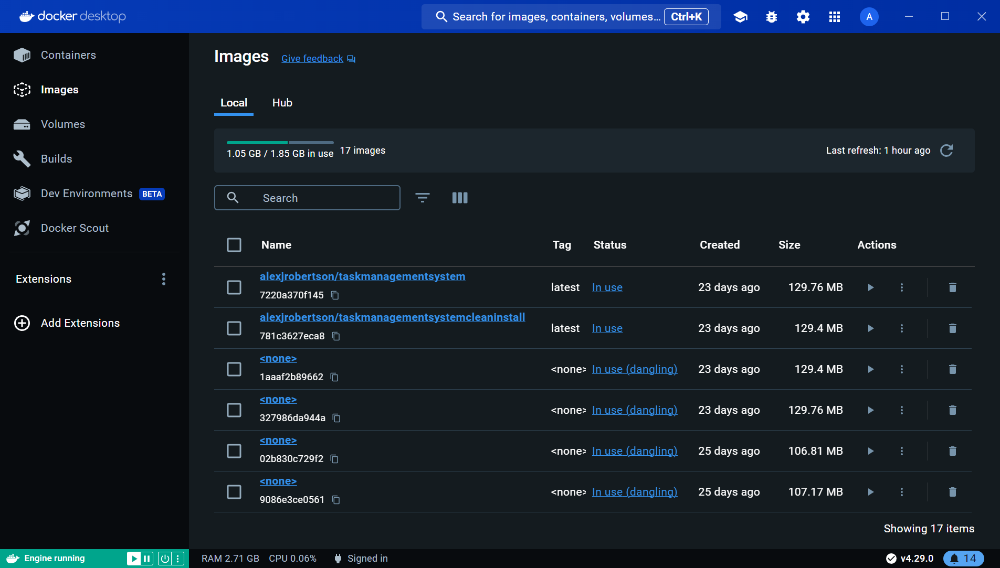 docker desktop
Search for images, containers, volumes... Ctrl+K
A
Containers
Images
Volumes
Builds
Dev Environments BETA
Docker Scout
Extensions
Add Extensions
Images Give feedback
Local Hub
1.05 GB / 1.85 GB in use 17 images Last refresh: 1 hour ago
Search
Name Tag Status Created Size Actions
alexjrobertson/taskmanagementsystem
7220a370f145
latest In use 23 days ago 129.76 MB
alexjrobertson/taskmanagementsystemcleaninstall
781c3627eca8
latest In use 23 days ago 129.4 MB
<none>
1aaaf2b89662
<none> In use (dangling) 23 days ago 129.4 MB
<none>
327986da944a
<none> In use (dangling) 23 days ago 129.76 MB
<none>
02b830c729f2
<none> In use (dangling) 25 days ago 106.81 MB
<none>
9086e3ce0561
<none> In use (dangling) 25 days ago 107.17 MB
Showing 17 items
Engine running RAM 2.71 GB CPU 0.06% Signed in v4.29.0 14